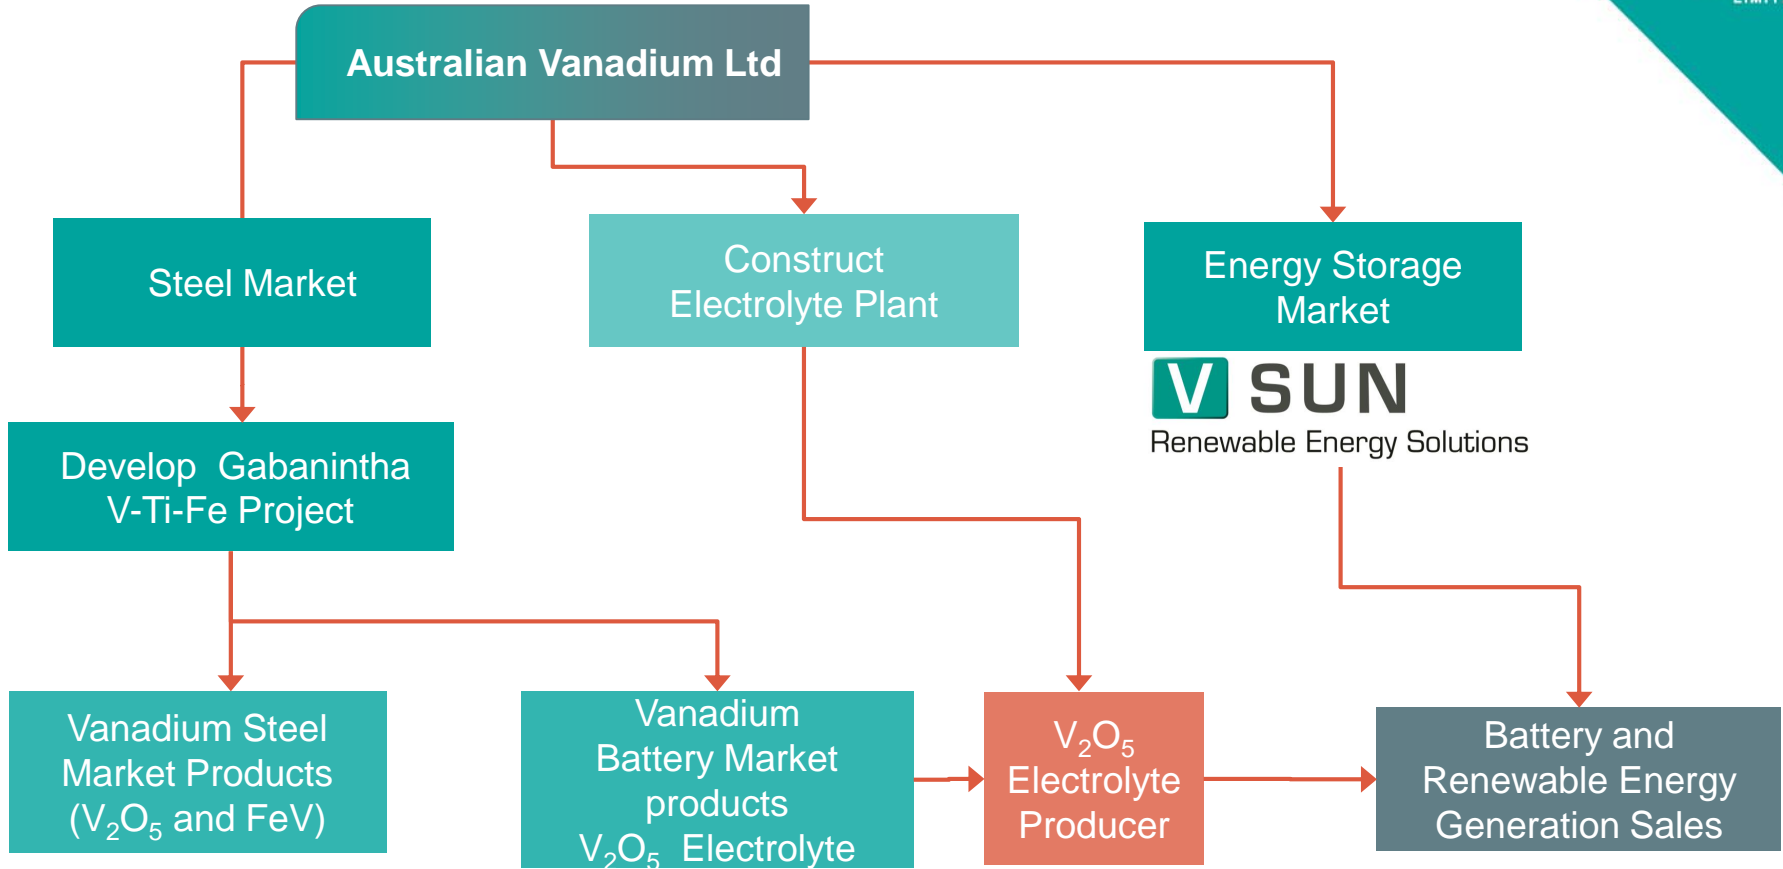 Australian Vanadium Ltd
Steel Market
Construct
Electrolyte Plant
Energy Storage
Market
V SUN
Renewable Energy Solutions
Develop Gabanintha
V-Ti-Fe Project
Vanadium Steel
Market Products
(V₂O₅ and FeV)
Vanadium
Battery Market
products
V₂O₅ Electrolyte
V₂O₅
Electrolyte
Producer
Battery and
Renewable Energy
Generation Sales